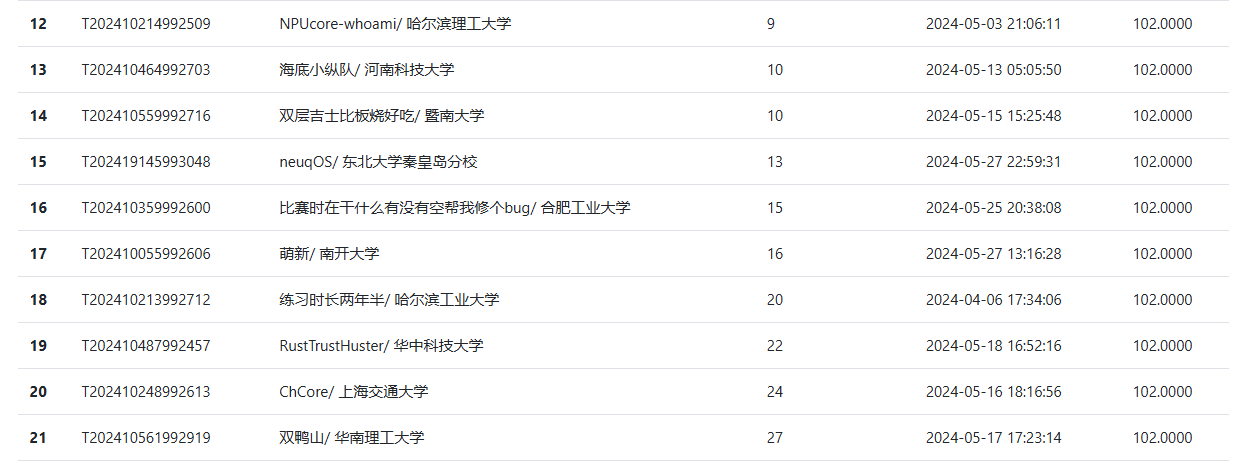 12 T202410214992509 NPUcore-whoami/ 哈尔滨理工大学 9 2024-05-03 21:06:11 102.0000
13 T202410464992703 海底小纵队/ 河南科技大学 10 2024-05-13 05:05:50 102.0000
14 T202410559992716 双层吉士比板烧好吃/ 暨南大学 10 2024-05-15 15:25:48 102.0000
15 T202419145993048 neuqOS/ 东北大学秦皇岛分校 13 2024-05-27 22:59:31 102.0000
16 T202410359992600 比赛时在干什么有没有空帮我修个bug/ 合肥工业大学 15 2024-05-25 20:38:08 102.0000
17 T202410055992606 萌新/ 南开大学 16 2024-05-27 13:16:28 102.0000
18 T202410213992712 练习时长两年半/ 哈尔滨工业大学 20 2024-04-06 17:34:06 102.0000
19 T202410487992457 RustTrustHuster/ 华中科技大学 22 2024-05-18 16:52:16 102.0000
20 T202410248992613 ChCore/ 上海交通大学 24 2024-05-16 18:16:56 102.0000
21 T202410561992919 双鸭山/ 华南理工大学 27 2024-05-17 17:23:14 102.0000